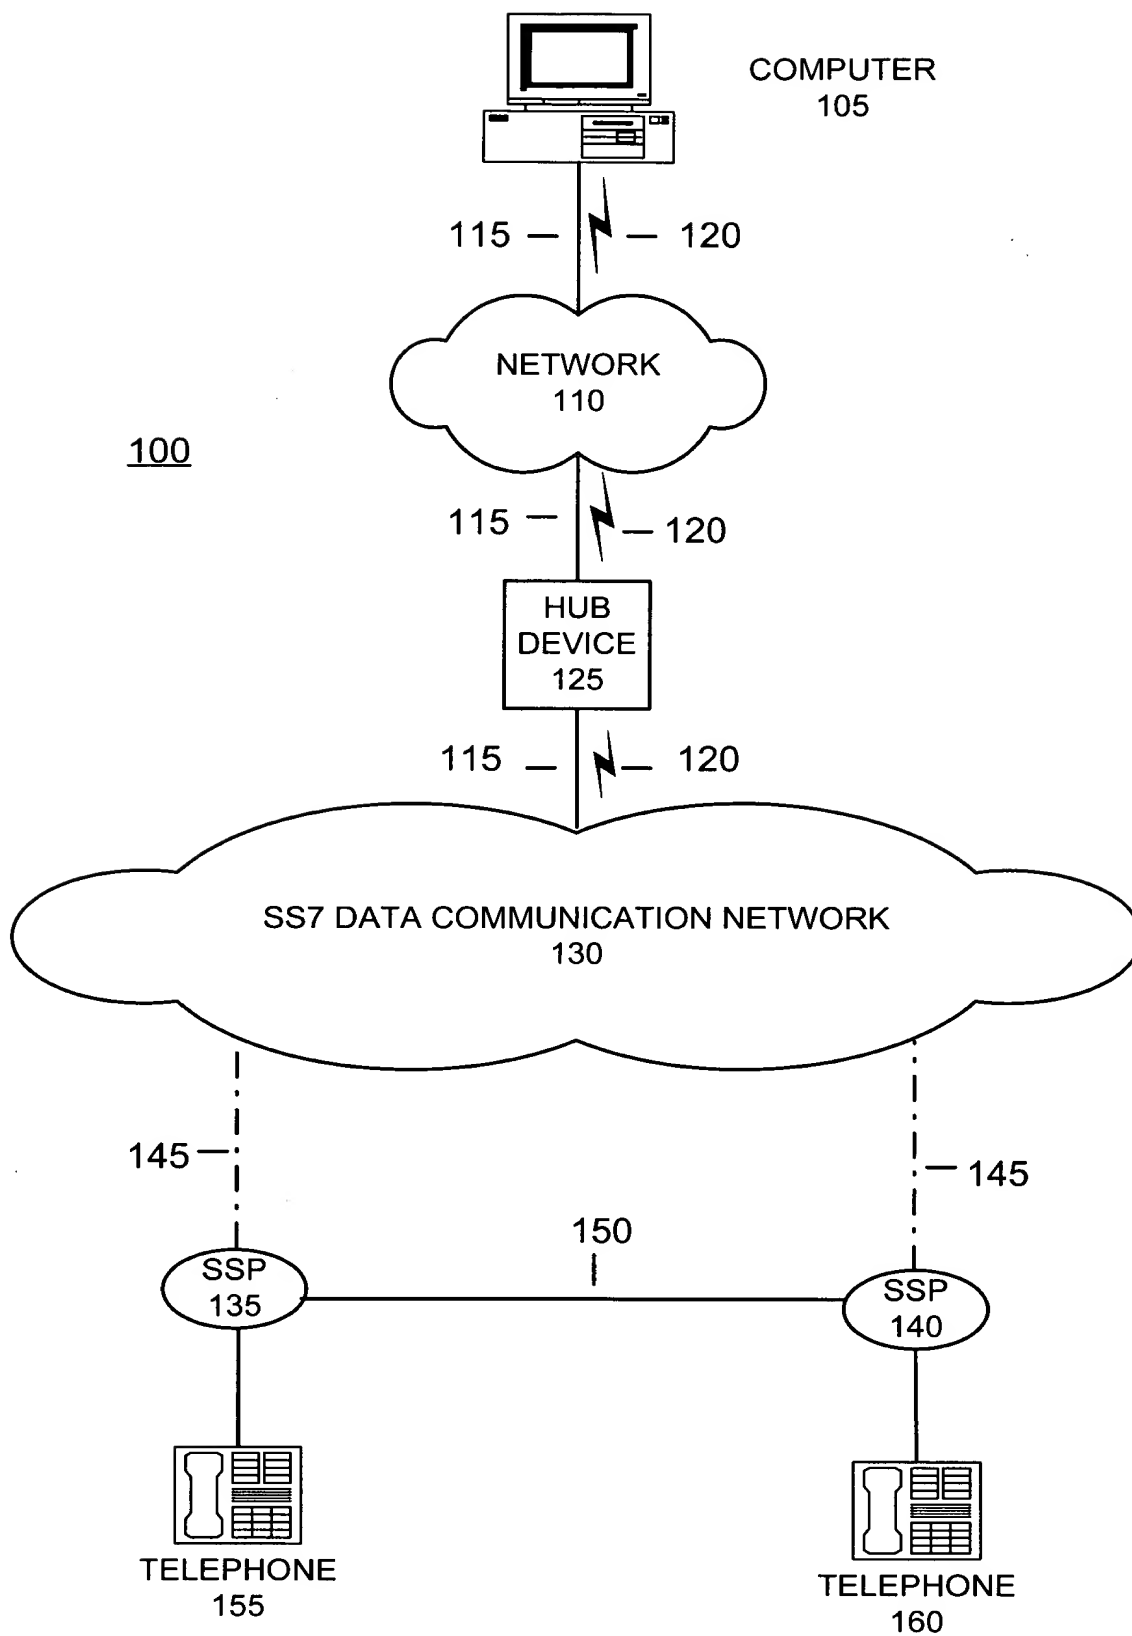 COMPUTER
105
115
120
NETWORK
110
100
115
120
HUB
DEVICE
125
115
120
SS7 DATA COMMUNICATION NETWORK
130
145
145
150
SSP
135
SSP
140
TELEPHONE
155
TELEPHONE
160